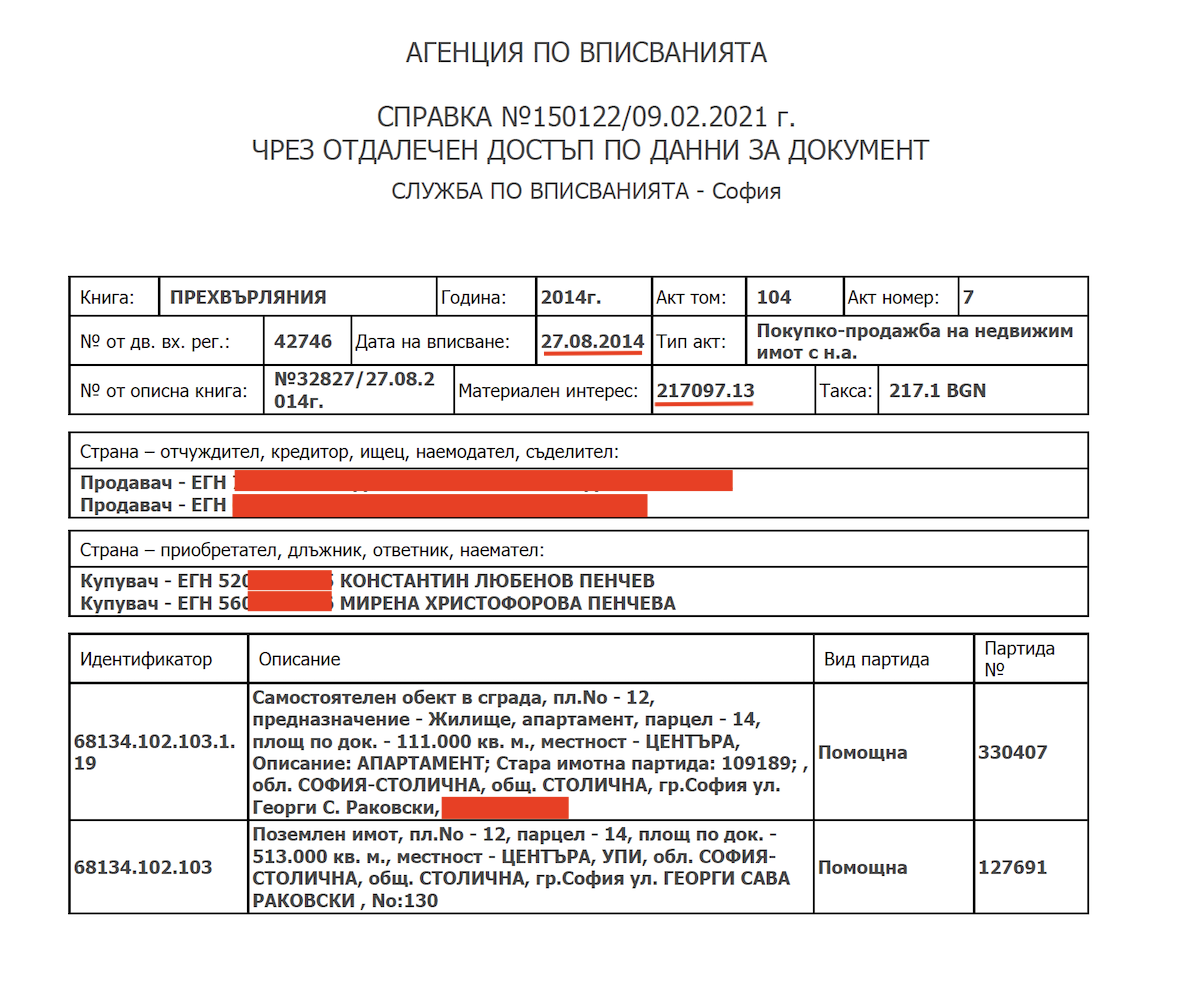 АГЕНЦИЯ ПО ВПИСВАНИЯТА
СПРАВКА №150122/09.02.2021 г.
ЧРЕЗ ОТДАЛЕЧЕН ДОСТЪП ПО ДАННИ ЗА ДОКУМЕНТ
СЛУЖБА ПО ВПИСВАНИЯТА - София
Книга: ПРЕХВЪРЛЯНИЯ Година: 2014г. Акт том: 104 Акт номер: 7
№ от дв. вх. рег.: 42746 Дата на вписване: 27.08.2014 Тип акт: Покупко-продажба на недвижим
имот с н.а.
№ от описна книга: №32827/27.08.2
014г.
Материален интерес: 217097.13 Такса: 217.1 BGN
Страна – отчуждител, кредитор, ищец, наемодател, съделител:
Продавач - ЕГН
Продавач - ЕГН
Страна – приобретател, длъжник, ответник, наемател:
Купувач - ЕГН 520 КОНСТАНТИН ЛЮБЕНОВ ПЕНЧЕВ
Купувач - ЕГН 560 МИРЕНА ХРИСТОФОРОВА ПЕНЧЕВА
Идентификатор Описание Вид партида Партида
№
68134.102.103.1.
19
Самостоятелен обект в сграда, пл.No - 12,
предназначение - Жилище, апартамент, парцел - 14,
площ по док. - 111.000 кв. м., местност - ЦЕНТЪРА,
Описание: АПАРТАМЕНТ; Стара имотна партида: 109189; ,
обл. СОФИЯ-СТОЛИЧНА, общ. СТОЛИЧНА, гр.София ул.
Георги С. Раковски,
Помощна
330407
68134.102.103
Поземлен имот, пл.No - 12, парцел - 14, площ по док. -
513.000 кв. м., местност - ЦЕНТЪРА, УПИ, обл. СОФИЯ-
СТОЛИЧНА, общ. СТОЛИЧНА, гр.София ул. ГЕОРГИ САВА
РАКОВСКИ , No:130
Помощна
127691